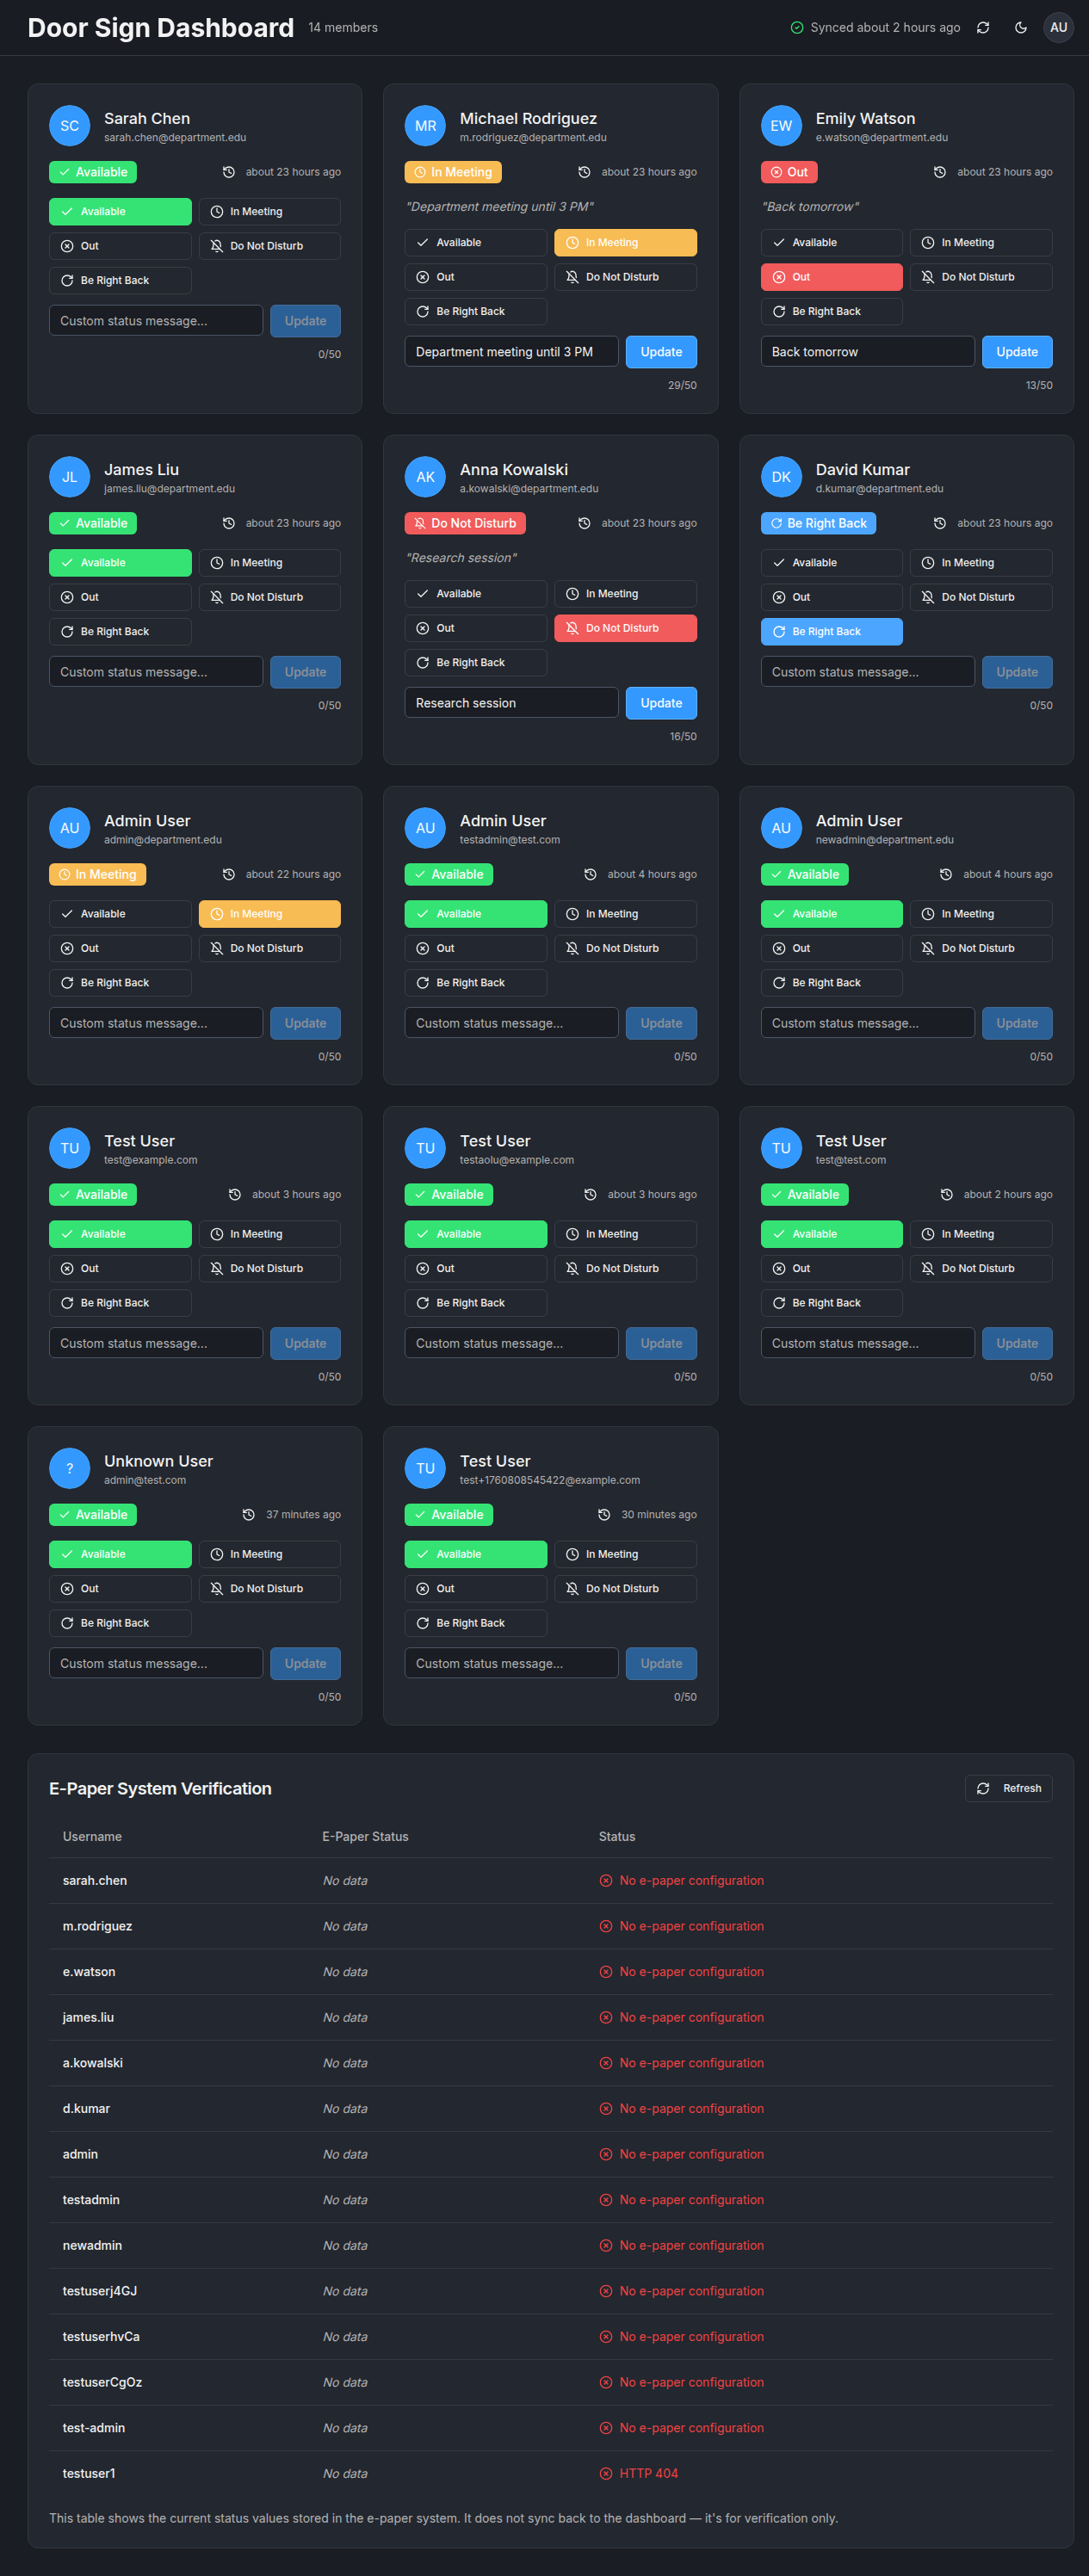 Door Sign Dashboard 14 members Synced about 2 hours ago AU
SC Sarah Chen
sarah.chen@department.edu
Available about 23 hours ago
Available In Meeting
Out Do Not Disturb
Be Right Back
Custom status message... Update
0/50
MR Michael Rodriguez
m.rodriguez@department.edu
In Meeting about 23 hours ago
"Department meeting until 3 PM"
Available In Meeting
Out Do Not Disturb
Be Right Back
Department meeting until 3 PM Update
29/50
EW Emily Watson
e.watson@department.edu
Out about 23 hours ago
"Back tomorrow"
Available In Meeting
Out Do Not Disturb
Be Right Back
Back tomorrow Update
13/50
JL James Liu
james.liu@department.edu
Available about 23 hours ago
Available In Meeting
Out Do Not Disturb
Be Right Back
Custom status message... Update
0/50
AK Anna Kowalski
a.kowalski@department.edu
Do Not Disturb about 23 hours ago
"Research session"
Available In Meeting
Out Do Not Disturb
Be Right Back
Research session Update
16/50
DK David Kumar
d.kumar@department.edu
Be Right Back about 23 hours ago
Available In Meeting
Out Do Not Disturb
Be Right Back
Custom status message... Update
0/50
AU Admin User
admin@department.edu
In Meeting about 22 hours ago
Available In Meeting
Out Do Not Disturb
Be Right Back
Custom status message... Update
0/50
AU Admin User
testadmin@test.com
Available about 4 hours ago
Available In Meeting
Out Do Not Disturb
Be Right Back
Custom status message... Update
0/50
AU Admin User
newadmin@department.edu
Available about 4 hours ago
Available In Meeting
Out Do Not Disturb
Be Right Back
Custom status message... Update
0/50
TU Test User
test@example.com
Available about 3 hours ago
Available In Meeting
Out Do Not Disturb
Be Right Back
Custom status message... Update
0/50
TU Test User
testaolu@example.com
Available about 3 hours ago
Available In Meeting
Out Do Not Disturb
Be Right Back
Custom status message... Update
0/50
TU Test User
test@test.com
Available about 2 hours ago
Available In Meeting
Out Do Not Disturb
Be Right Back
Custom status message... Update
0/50
? Unknown User
admin@test.com
Available 37 minutes ago
Available In Meeting
Out Do Not Disturb
Be Right Back
Custom status message... Update
0/50
TU Test User
test+1760808545422@example.com
Available 30 minutes ago
Available In Meeting
Out Do Not Disturb
Be Right Back
Custom status message... Update
0/50
E-Paper System Verification Refresh
Username E-Paper Status Status
sarah.chen No data No e-paper configuration
m.rodriguez No data No e-paper configuration
e.watson No data No e-paper configuration
james.liu No data No e-paper configuration
a.kowalski No data No e-paper configuration
d.kumar No data No e-paper configuration
admin No data No e-paper configuration
testadmin No data No e-paper configuration
newadmin No data No e-paper configuration
testuserj4GJ No data No e-paper configuration
testuserhvCa No data No e-paper configuration
testuserCgOz No data No e-paper configuration
test-admin No data No e-paper configuration
testuser1 No data HTTP 404
This table shows the current status values stored in the e-paper system. It does not sync back to the dashboard — it's for verification only.